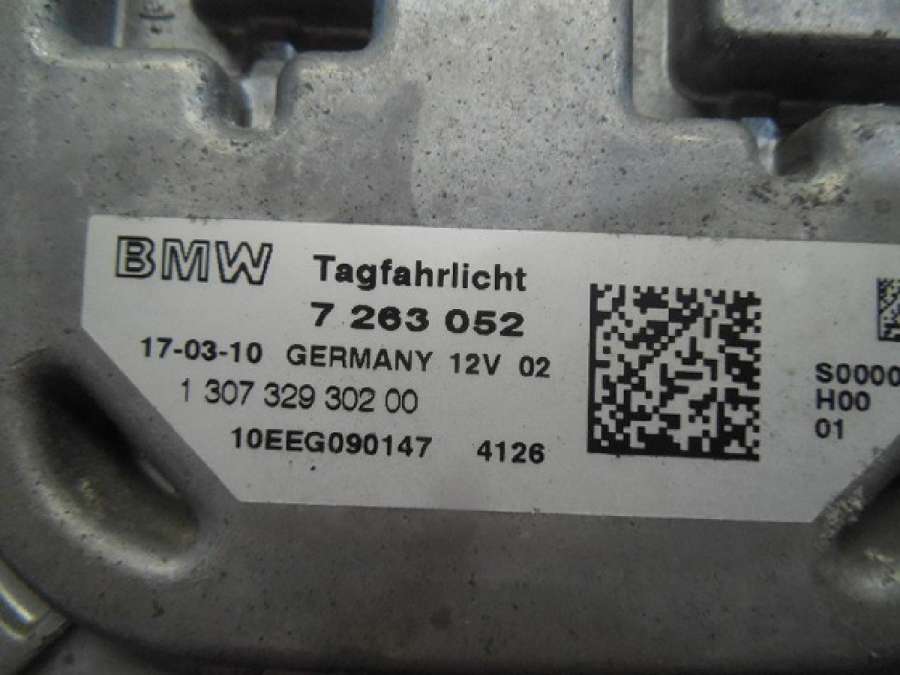 BMW Tagfahrlicht
7 263 052
17-03-10 GERMANY 12V 02
1 307 329 302 00
10EEG090147 4126
S0000
H00
01